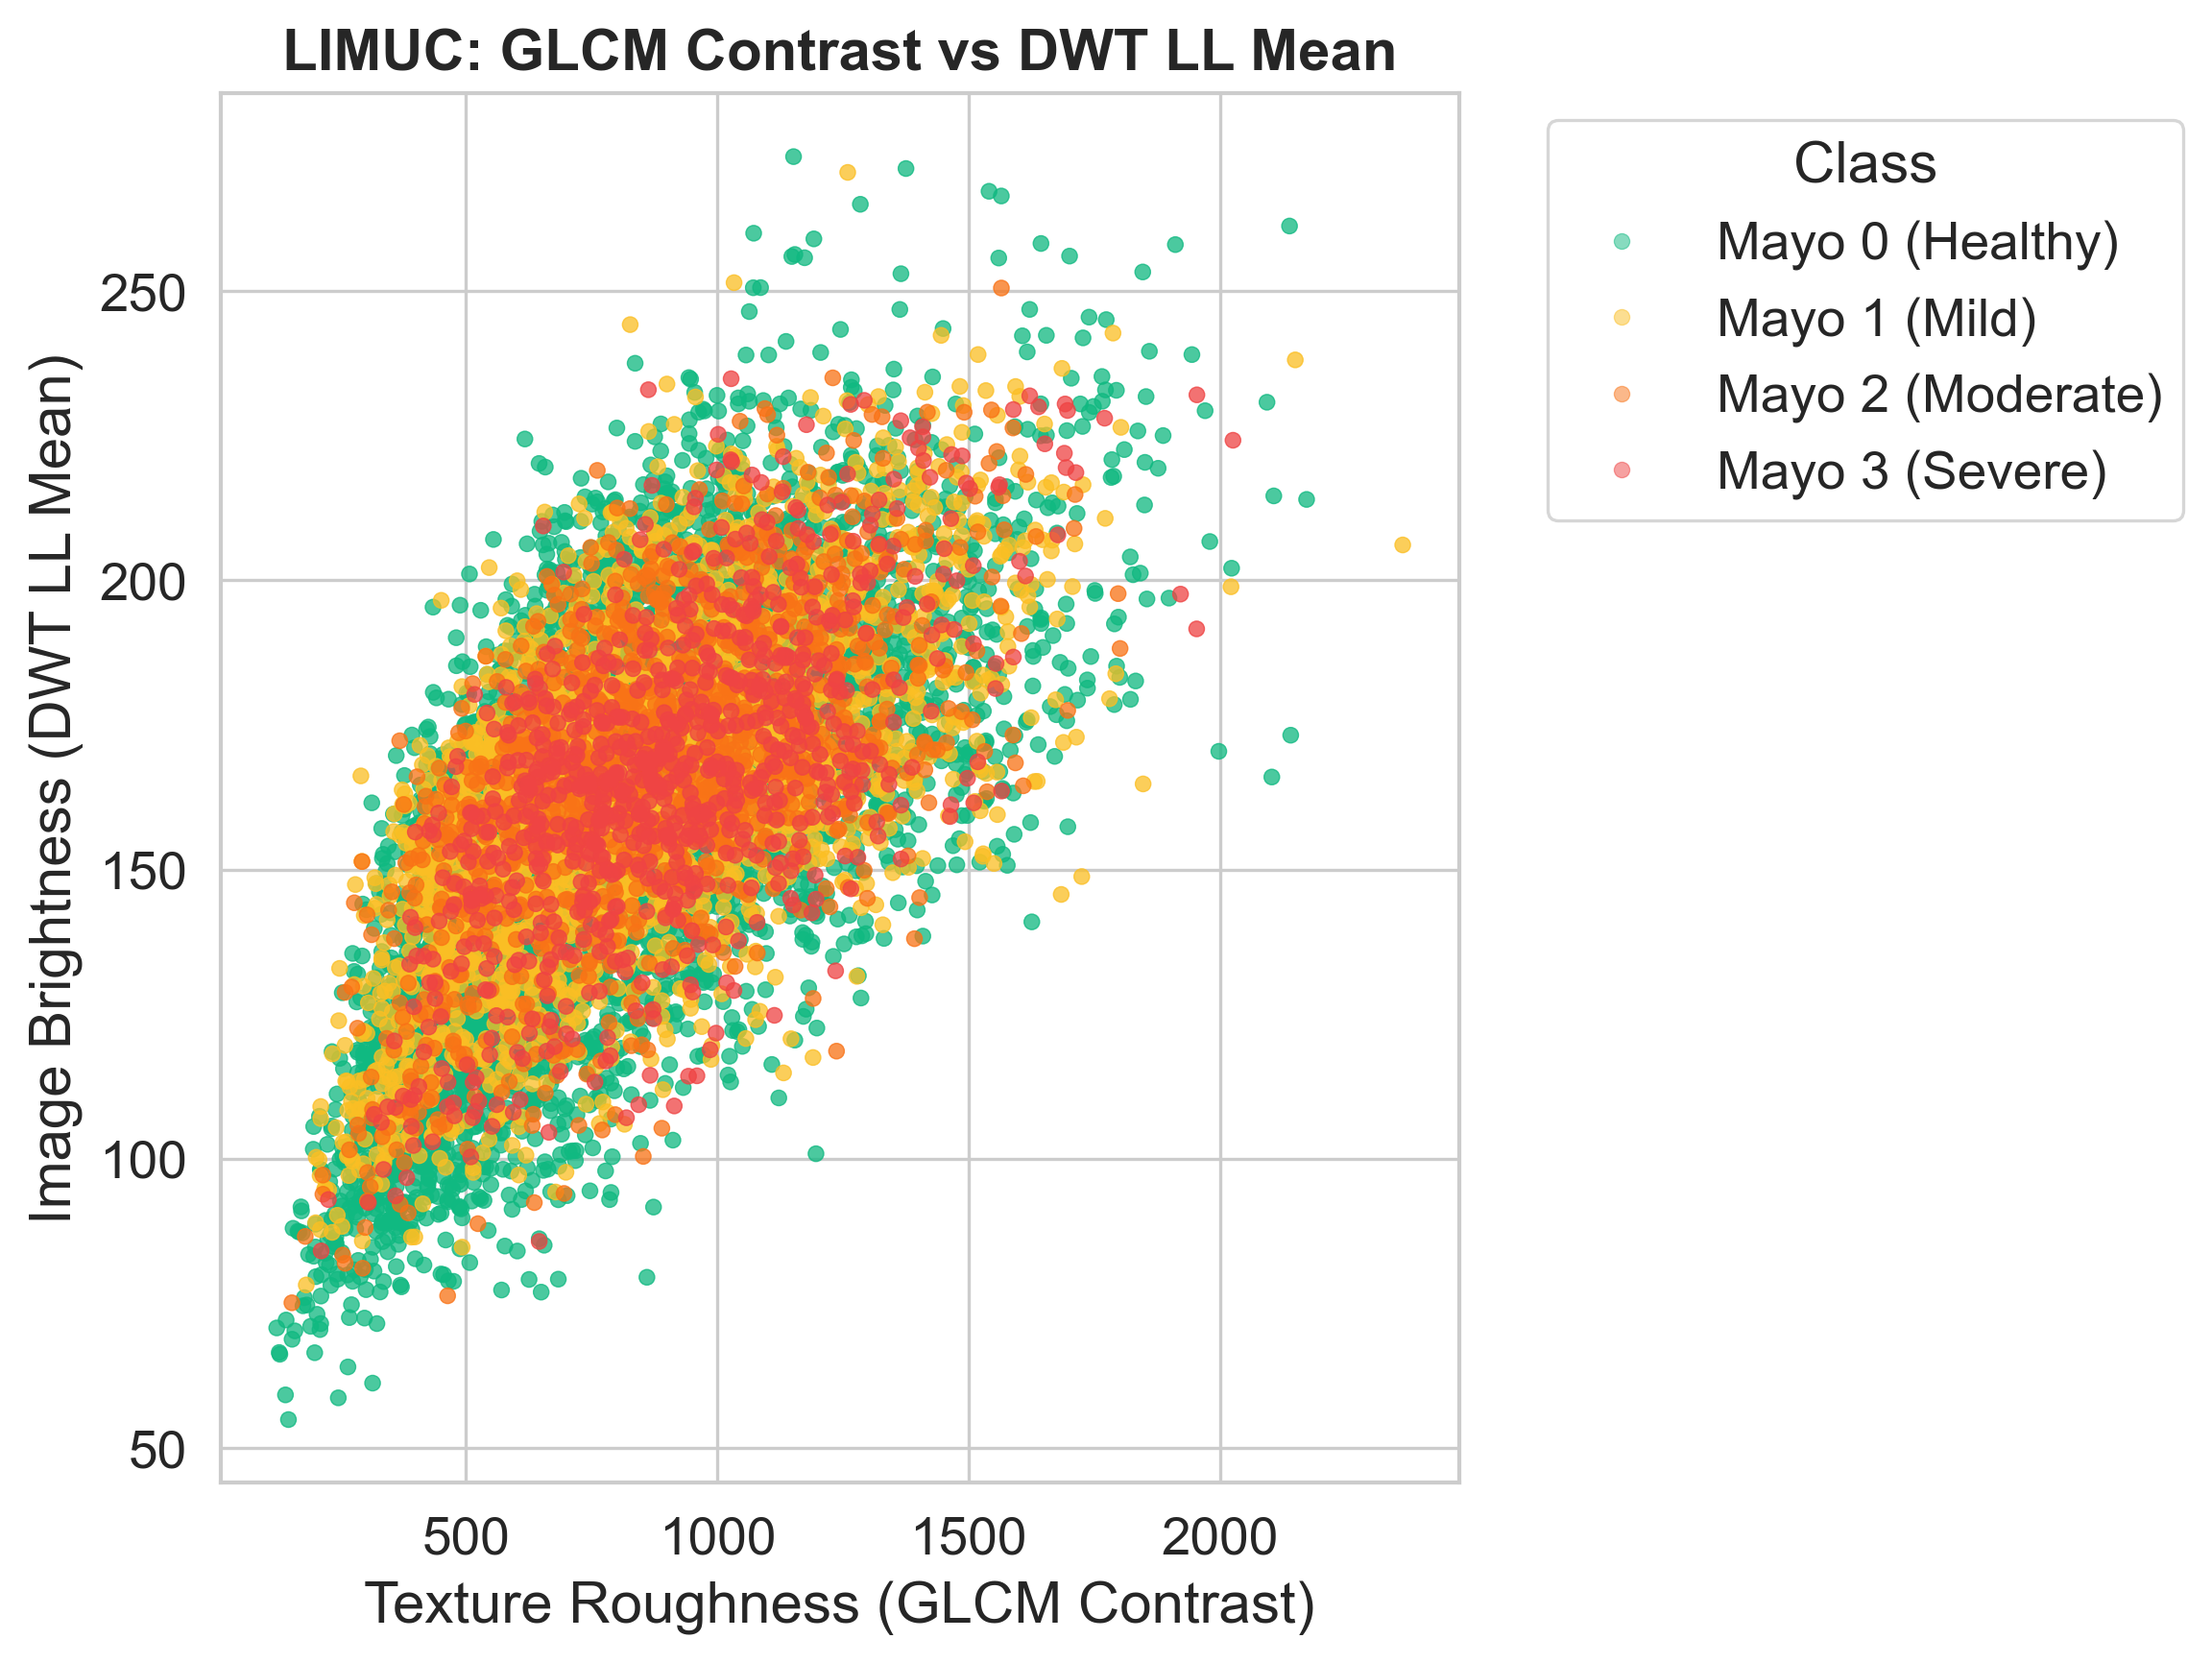 LIMUC: GLCM Contrast vs DWT LL Mean
Class
Mayo 0 (Healthy)
Mayo 1 (Mild)
Mayo 2 (Moderate)
Mayo 3 (Severe)
Image Brightness (DWT LL Mean)
250
200
150
100
50
500 1000 1500 2000
Texture Roughness (GLCM Contrast)